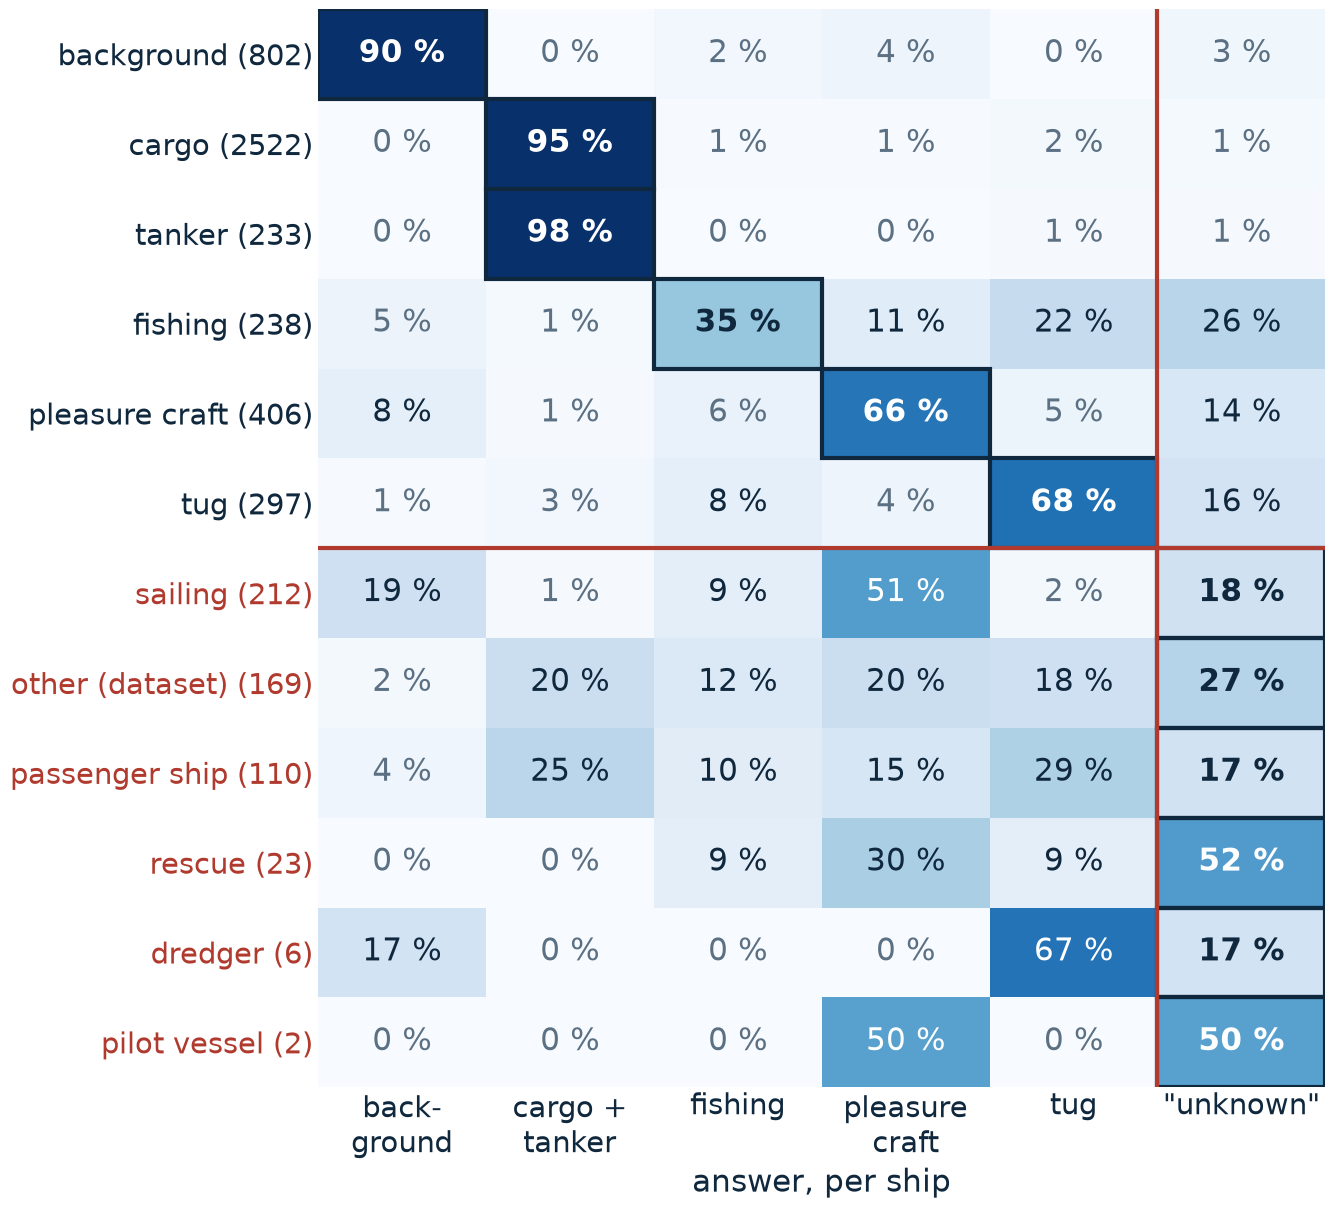 background (802) 90 % 0 % 2 % 4 % 0 % 3 %
cargo (2522) 0 % 95 % 1 % 1 % 2 % 1 %
tanker (233) 0 % 98 % 0 % 0 % 1 % 1 %
fishing (238) 5 % 1 % 35 % 11 % 22 % 26 %
pleasure craft (406) 8 % 1 % 6 % 66 % 5 % 14 %
tug (297) 1 % 3 % 8 % 4 % 68 % 16 %
sailing (212) 19 % 1 % 9 % 51 % 2 % 18 %
other (dataset) (169) 2 % 20 % 12 % 20 % 18 % 27 %
passenger ship (110) 4 % 25 % 10 % 15 % 29 % 17 %
rescue (23) 0 % 0 % 9 % 30 % 9 % 52 %
dredger (6) 17 % 0 % 0 % 0 % 67 % 17 %
pilot vessel (2) 0 % 0 % 0 % 50 % 0 % 50 %
back- cargo + fishing pleasure tug "unknown"
ground tanker craft
answer, per ship